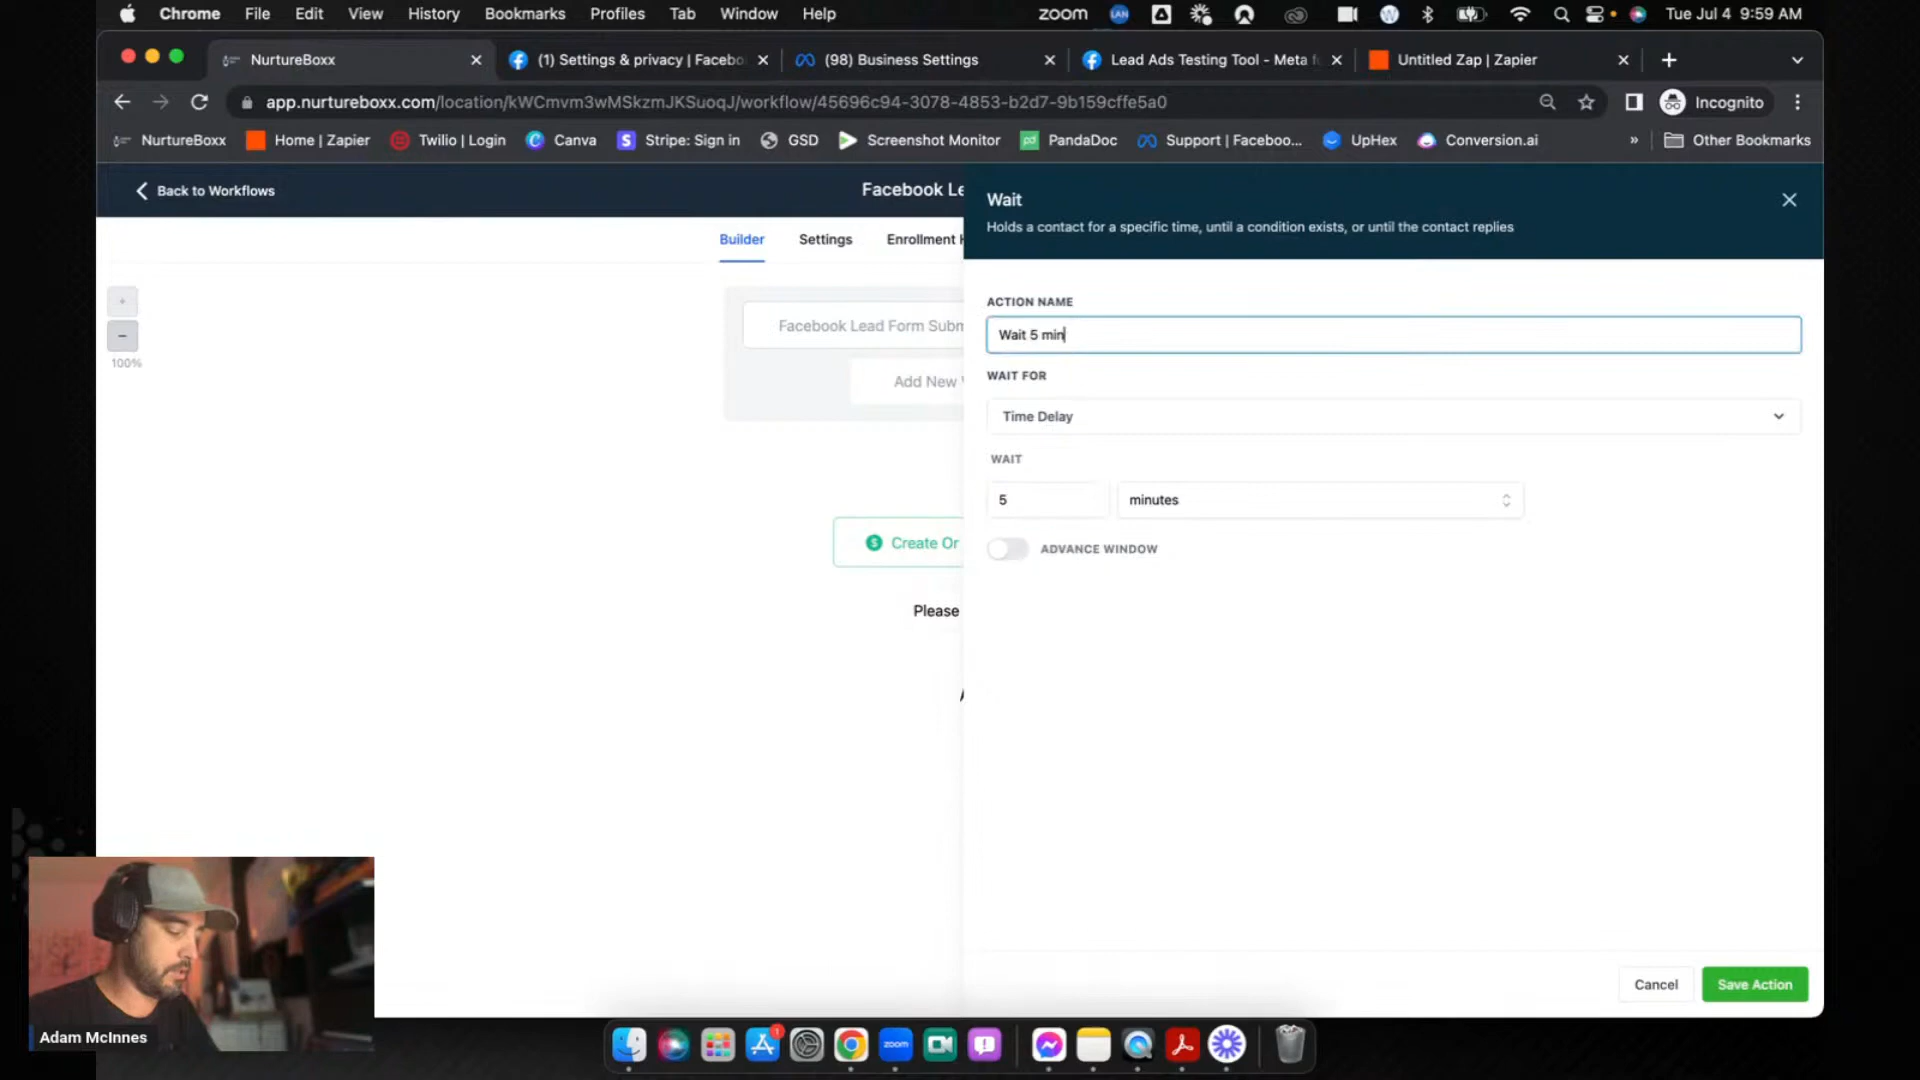 Chrome File Edit View History Bookmarks Profiles Tab Window Help zoom LAN Tue Jul 4 9:59 AM
NurtureBoxx (1) Settings & privacy | Facebo (98) Business Settings Lead Ads Testing Tool - Meta f Untitled Zap | Zapier
app.nurtureboxx.com/location/kWCmvm3wMSkzmJKSuoqJ/workflow/45696c94-3078-4853-b2d7-9b159cffe5a0 Incognito
NurtureBoxx Home | Zapier Twilio | Login Canva Stripe: Sign in GSD Screenshot Monitor PandaDoc Support | Faceboo... UpHex Conversion.ai » Other Bookmarks
Back to Workflows Facebook Le
Builder Settings Enrollment H
+
−
100%
Facebook Lead Form Subm
Add New
Create Or
Please
Wait
Holds a contact for a specific time, until a condition exists, or until the contact replies
ACTION NAME
Wait 5 min
WAIT FOR
Time Delay
WAIT
5 minutes
ADVANCE WINDOW
Cancel Save Action
Adam McInnes
1
zoom